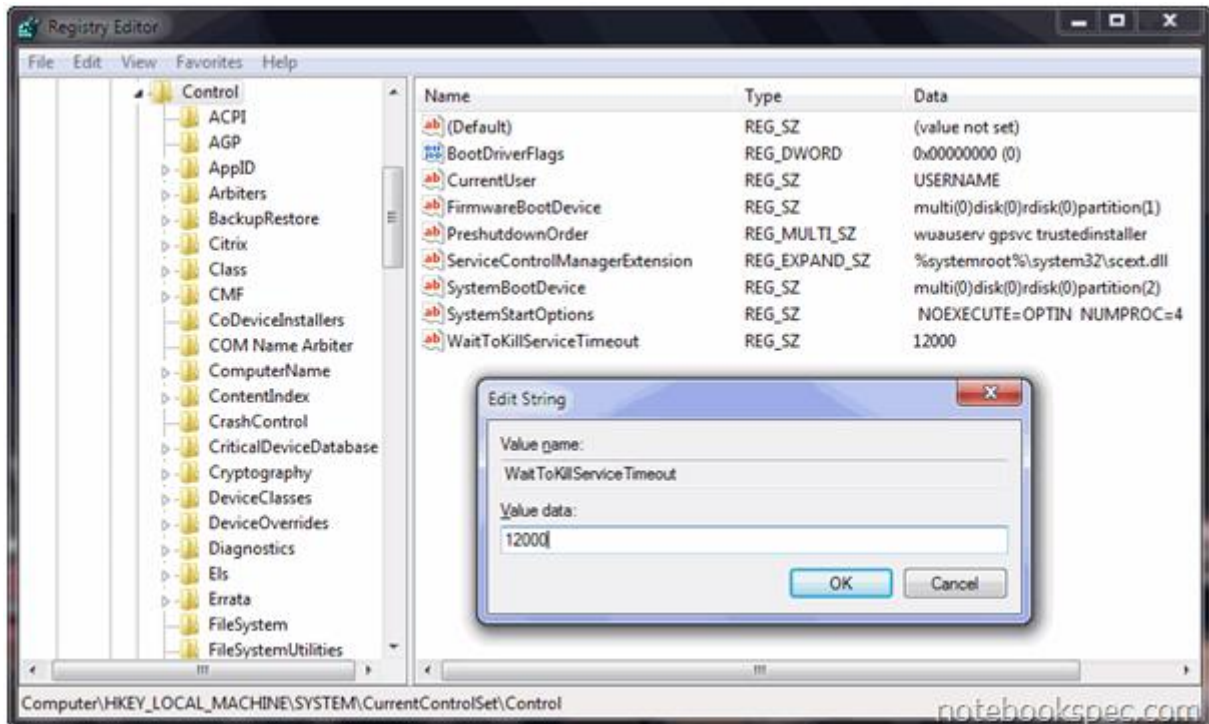 Registry Editor
File Edit View Favorites Help
Control
ACPI
AGP
AppID
Arbiters
BackupRestore
Citrix
Class
CMF
CoDeviceInstallers
COM Name Arbiter
ComputerName
ContentIndex
CrashControl
CriticalDeviceDatabase
Cryptography
DeviceClasses
DeviceOverrides
Diagnostics
Els
Errata
FileSystem
FileSystemUtilities
Name Type Data
(Default) REG_SZ (value not set)
BootDriverFlags REG_DWORD 0x00000000 (0)
CurrentUser REG_SZ USERNAME
FirmwareBootDevice REG_SZ multi(0)disk(0)rdisk(0)partition(1)
PreshutdownOrder REG_MULTI_SZ wuauserv gpsvc trustedinstaller
ServiceControlManagerExtension REG_EXPAND_SZ %systemroot%\system32\scext.dll
SystemBootDevice REG_SZ multi(0)disk(0)rdisk(0)partition(2)
SystemStartOptions REG_SZ NOEXECUTE=OPTIN NUMPROC=4
WaitToKillServiceTimeout REG_SZ 12000
Edit String
Value name:
WaitToKillServiceTimeout
Value data:
12000
OK Cancel
Computer\HKEY_LOCAL_MACHINE\SYSTEM\CurrentControlSet\Control
notebookspec.com